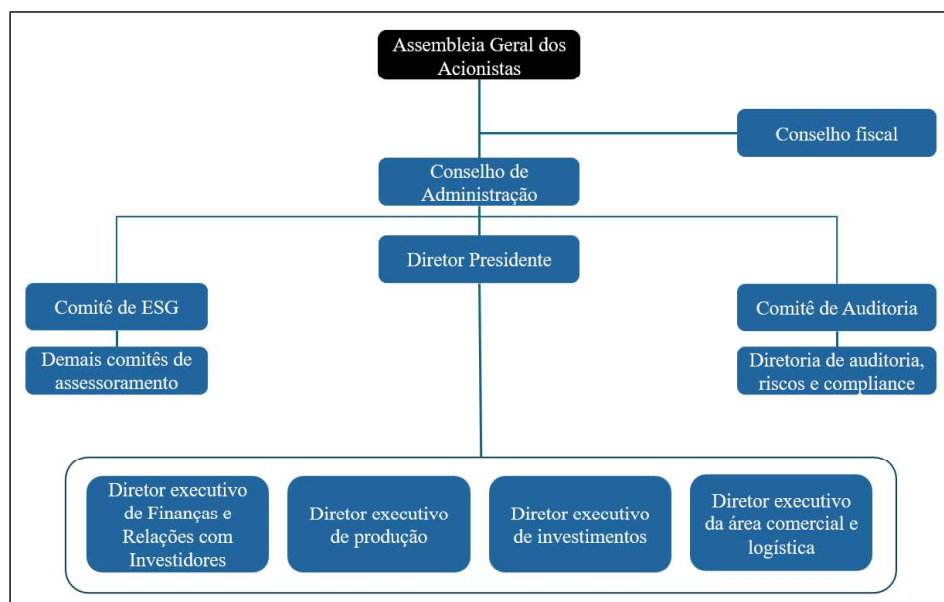 Assembleia Geral dos
Acionistas
Conselho fiscal
Conselho de
Administração
Diretor Presidente
Comitê de ESG
Comitê de Auditoria
Demais comitês de
assessoramento
Diretoria de auditoria,
riscos e compliance
Diretor executivo
de Finanças e
Relações com
Investidores
Diretor executivo
de produção
Diretor executivo
de investimentos
Diretor executivo
da área comercial e
logística